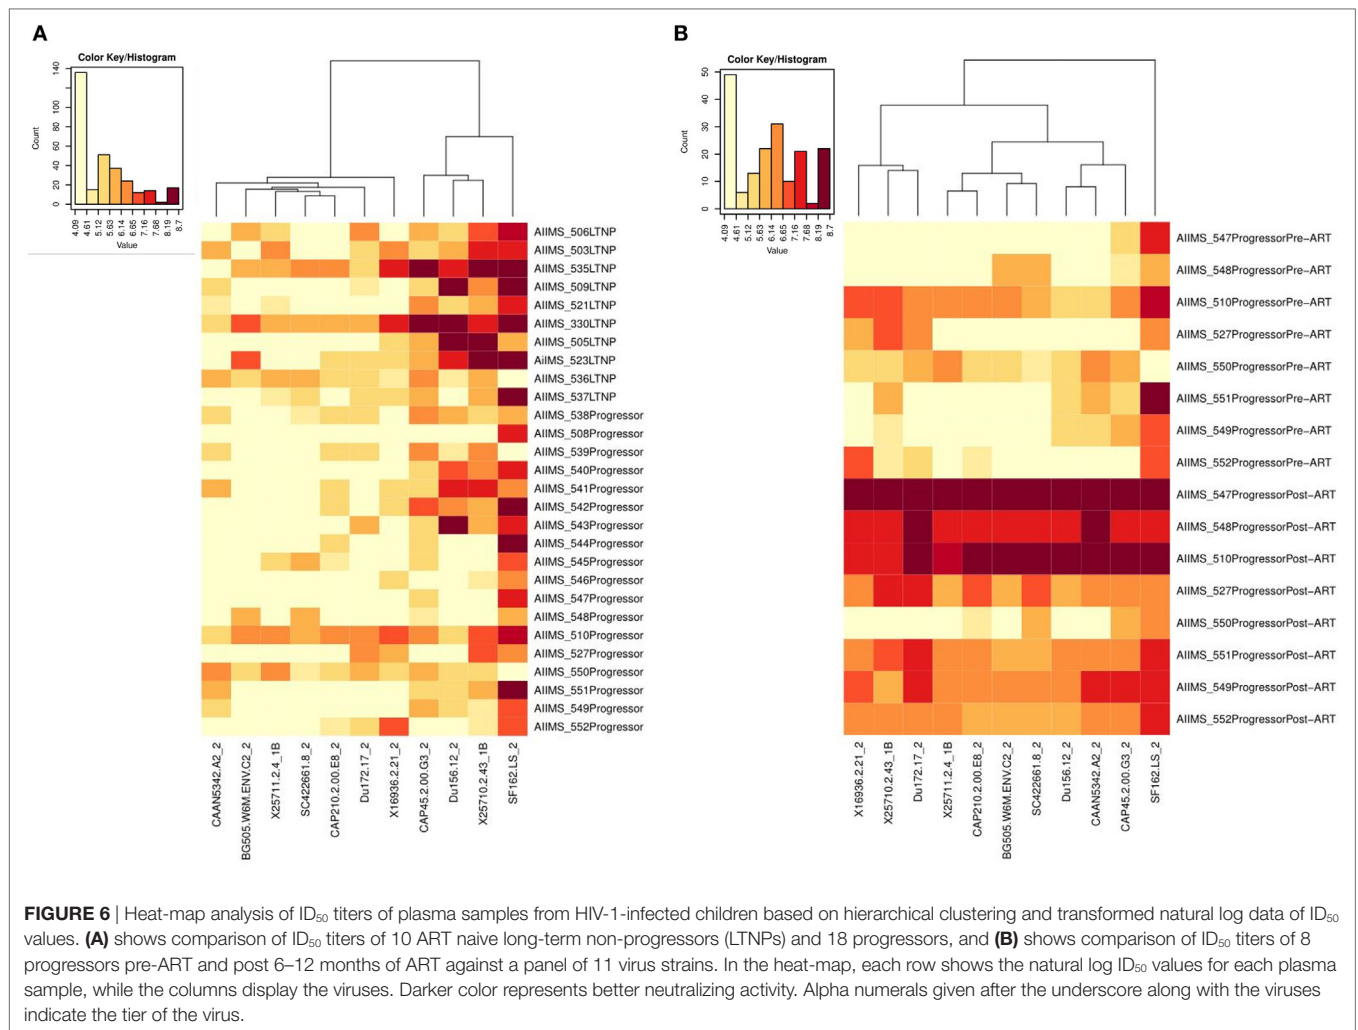 A
Color Key/Histogram
Count
0 20 40 60 80 100 140
4.09 4.61 5.12 5.63 6.14 6.65 7.16 7.68 8.19 8.7
Value
AIIMS_506LTNP
AIIMS_503LTNP
AIIMS_535LTNP
AIIMS_509LTNP
AIIMS_521LTNP
AIIMS_330LTNP
AIIMS_505LTNP
AiIMS_523LTNP
AIIMS_536LTNP
AIIMS_537LTNP
AIIMS_538Progressor
AIIMS_508Progressor
AIIMS_539Progressor
AIIMS_540Progressor
AIIMS_541Progressor
AIIMS_542Progressor
AIIMS_543Progressor
AIIMS_544Progressor
AIIMS_545Progressor
AIIMS_546Progressor
AIIMS_547Progressor
AIIMS_548Progressor
AIIMS_510Progressor
AIIMS_527Progressor
AIIMS_550Progressor
AIIMS_551Progressor
AIIMS_549Progressor
AIIMS_552Progressor
CAAN5342.A2_2
BG505.W6M.ENV.C2_2
X25711.2.4_1B
SC422661.8_2
CAP210.2.00.E8_2
Du172.17_2
X16936.2.21_2
CAP45.2.00.G3_2
Du156.12_2
X25710.2.43_1B
SF162.LS_2
B
Color Key/Histogram
Count
0 10 20 30 40 50
4.09 4.61 5.12 5.63 6.14 6.65 7.16 7.68 8.19 8.7
Value
AIIMS_547ProgressorPre-ART
AIIMS_548ProgressorPre-ART
AIIMS_510ProgressorPre-ART
AIIMS_527ProgressorPre-ART
AIIMS_550ProgressorPre-ART
AIIMS_551ProgressorPre-ART
AIIMS_549ProgressorPre-ART
AIIMS_552ProgressorPre-ART
AIIMS_547ProgressorPost-ART
AIIMS_548ProgressorPost-ART
AIIMS_510ProgressorPost-ART
AIIMS_527ProgressorPost-ART
AIIMS_550ProgressorPost-ART
AIIMS_551ProgressorPost-ART
AIIMS_549ProgressorPost-ART
AIIMS_552ProgressorPost-ART
X16936.2.21_2
X25710.2.43_1B
Du172.17_2
X25711.2.4_1B
CAP210.2.00.E8_2
BG505.W6M.ENV.C2_2
SC422661.8_2
Du156.12_2
CAAN5342.A2_2
CAP45.2.00.G3_2
SF162.LS_2
FIGURE 6 | Heat-map analysis of ID50 titers of plasma samples from HIV-1-infected children based on hierarchical clustering and transformed natural log data of ID50
values. (A) shows comparison of ID50 titers of 10 ART naive long-term non-progressors (LTNPs) and 18 progressors, and (B) shows comparison of ID50 titers of 8
progressors pre-ART and post 6–12 months of ART against a panel of 11 virus strains. In the heat-map, each row shows the natural log ID50 values for each plasma
sample, while the columns display the viruses. Darker color represents better neutralizing activity. Alpha numerals given after the underscore along with the viruses
indicate the tier of the virus.